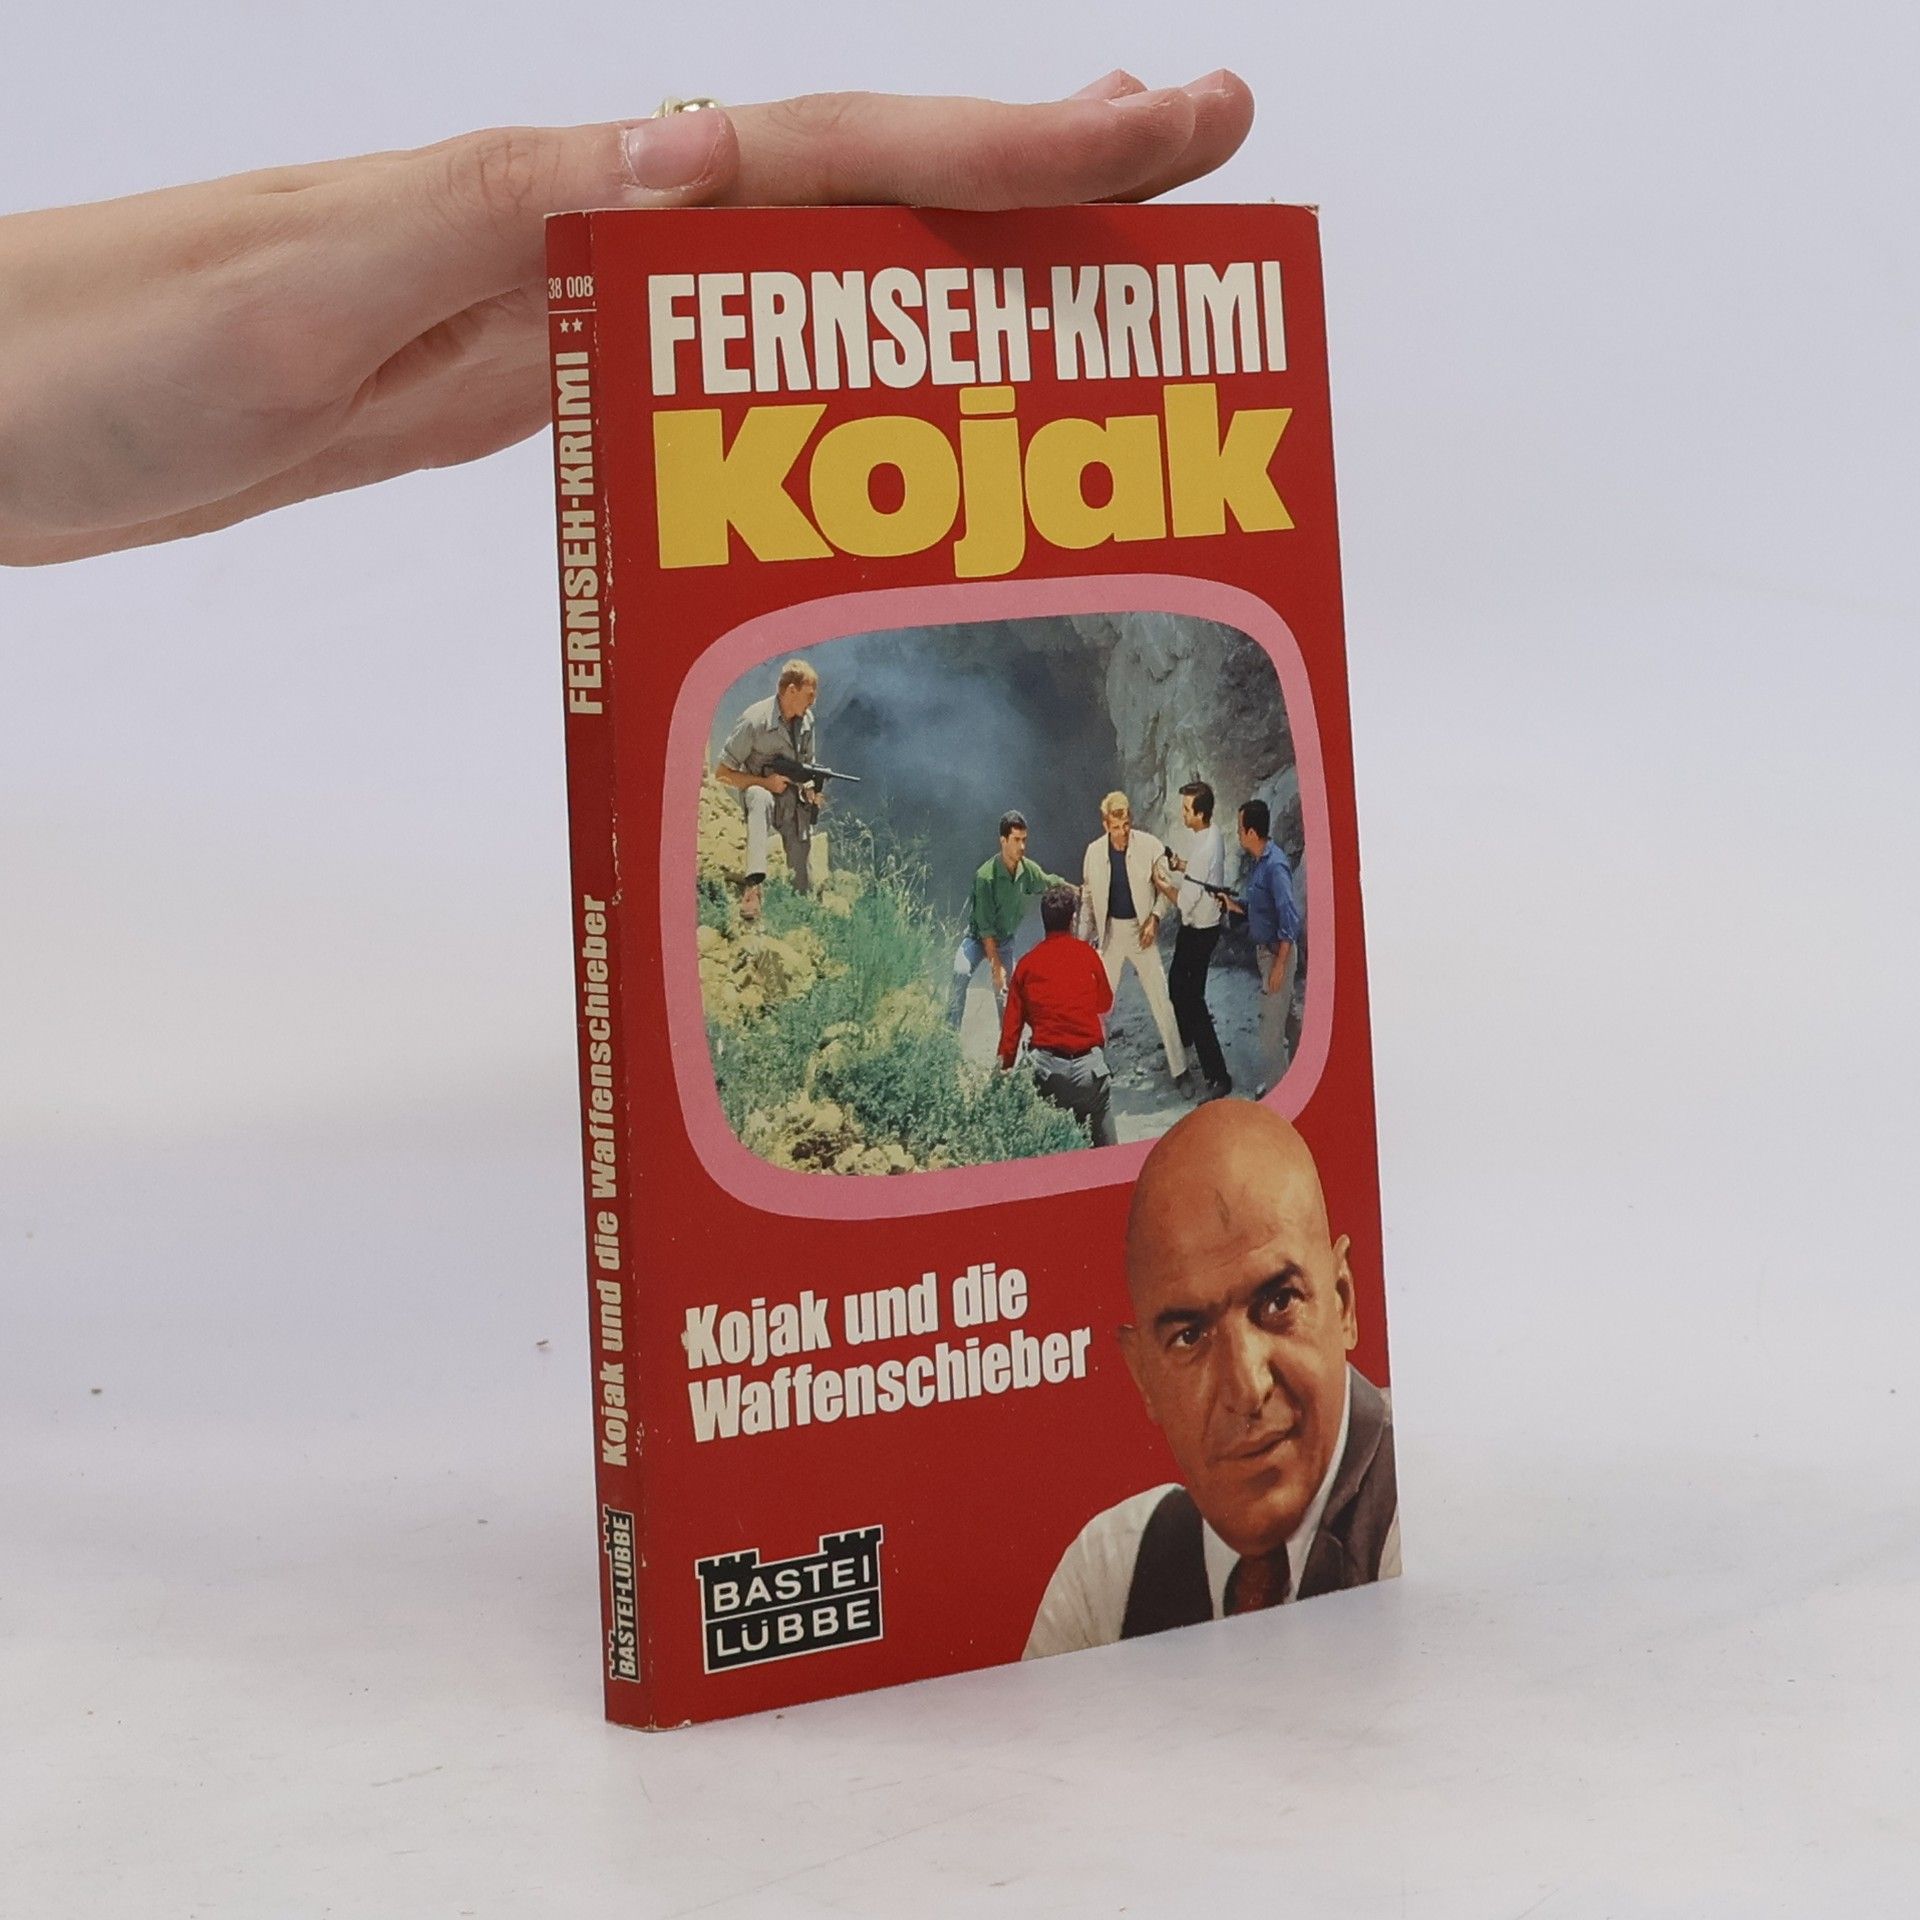 38 008
FERNSEH-KRIMI
Kojak und die Waffenschieber
BASTEI-LÜBBE
FERNSEH-KRIMI
Kojak
Kojak und die
Waffenschieber
BASTEI
LÜBBE